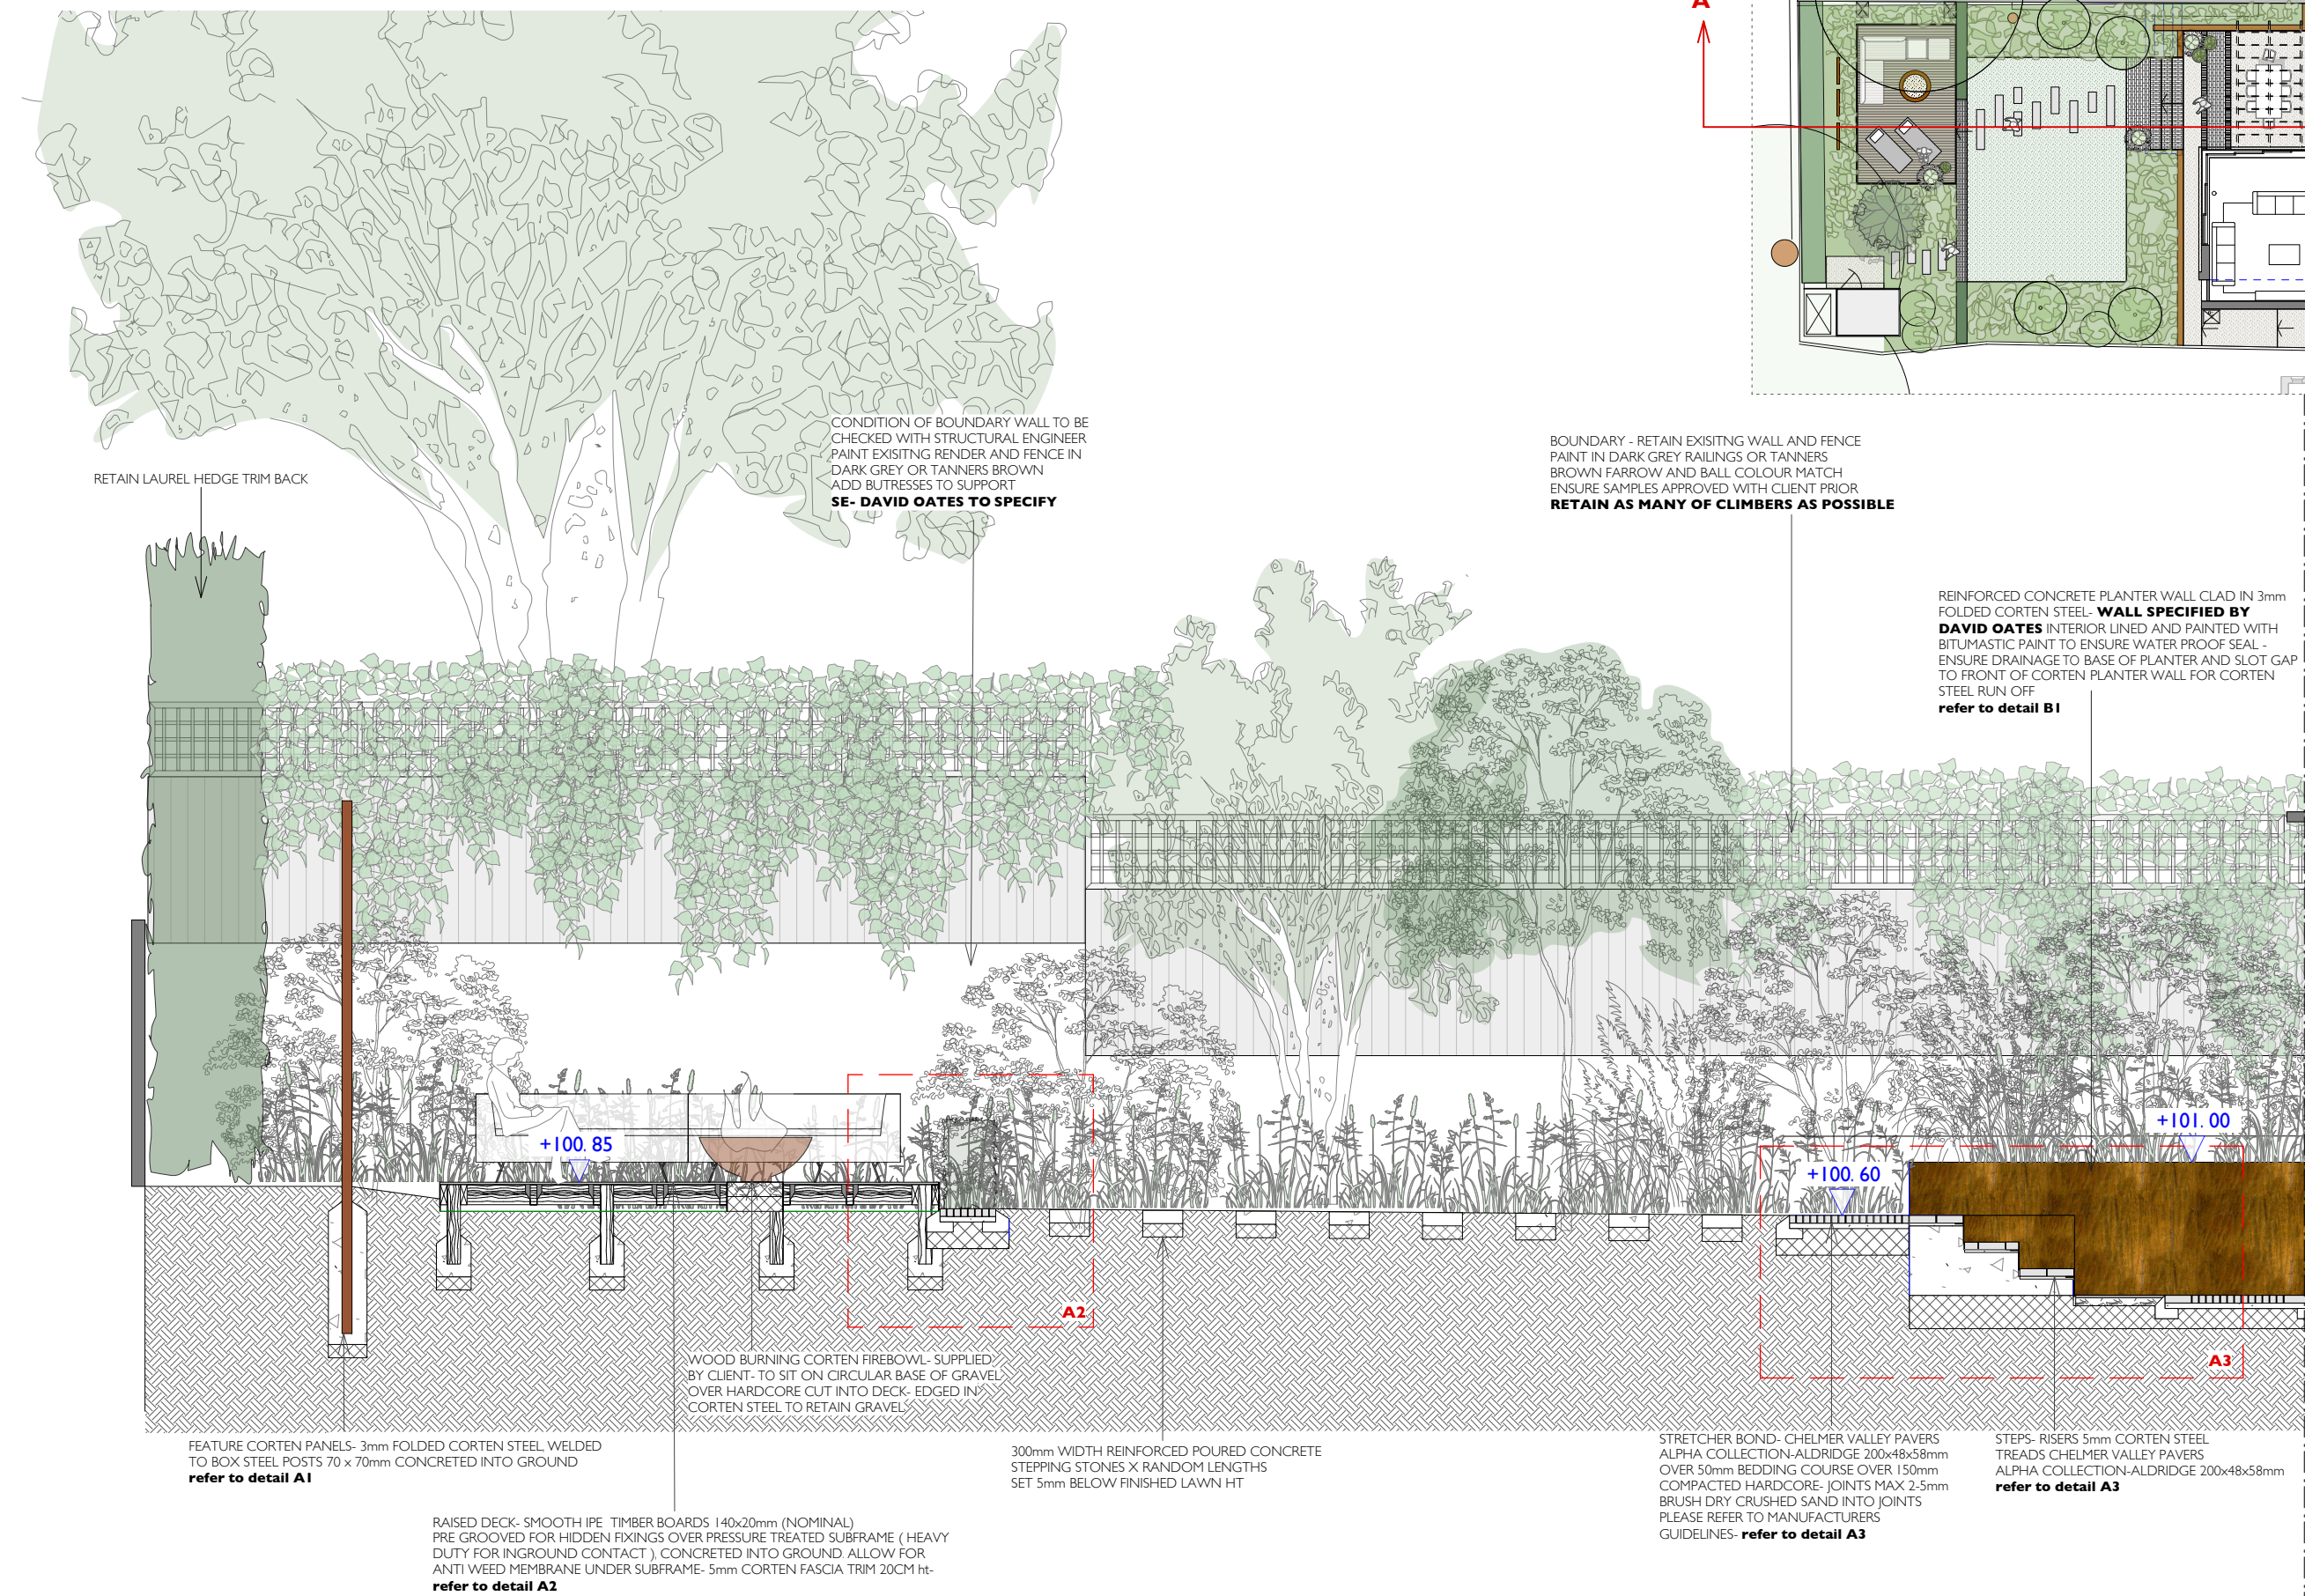 A
CONDITION OF BOUNDARY WALL TO BE
CHECKED WITH STRUCTURAL ENGINEER
PAINT EXISITNG RENDER AND FENCE IN
DARK GREY OR TANNERS BROWN
ADD BUTRESSES TO SUPPORT
SE- DAVID OATES TO SPECIFY
BOUNDARY - RETAIN EXISITNG WALL AND FENCE
PAINT IN DARK GREY RAILINGS OR TANNERS
BROWN FARROW AND BALL COLOUR MATCH
ENSURE SAMPLES APPROVED WITH CLIENT PRIOR
RETAIN AS MANY OF CLIMBERS AS POSSIBLE
RETAIN LAUREL HEDGE TRIM BACK
REINFORCED CONCRETE PLANTER WALL CLAD IN 3mm
FOLDED CORTEN STEEL- WALL SPECIFIED BY
DAVID OATES INTERIOR LINED AND PAINTED WITH
BITUMASTIC PAINT TO ENSURE WATER PROOF SEAL -
ENSURE DRAINAGE TO BASE OF PLANTER AND SLOT GAP
TO FRONT OF CORTEN PLANTER WALL FOR CORTEN
STEEL RUN OFF
refer to detail B1
+100. 85
+100. 60
+101. 00
A2
A3
WOOD BURNING CORTEN FIREBOWL- SUPPLIED
BY CLIENT- TO SIT ON CIRCULAR BASE OF GRAVEL
OVER HARDCORE CUT INTO DECK- EDGED IN
CORTEN STEEL TO RETAIN GRAVEL
FEATURE CORTEN PANELS- 3mm FOLDED CORTEN STEEL, WELDED
TO BOX STEEL POSTS 70 x 70mm CONCRETED INTO GROUND
refer to detail A1
300mm WIDTH REINFORCED POURED CONCRETE
STEPPING STONES X RANDOM LENGTHS
SET 5mm BELOW FINISHED LAWN HT
STRETCHER BOND- CHELMER VALLEY PAVERS
ALPHA COLLECTION-ALDRIDGE 200x48x58mm
OVER 50mm BEDDING COURSE OVER 150mm
COMPACTED HARDCORE- JOINTS MAX 2-5mm
BRUSH DRY CRUSHED SAND INTO JOINTS
PLEASE REFER TO MANUFACTURERS
GUIDELINES- refer to detail A3
STEPS- RISERS 5mm CORTEN STEEL
TREADS CHELMER VALLEY PAVERS
ALPHA COLLECTION-ALDRIDGE 200x48x58mm
refer to detail A3
RAISED DECK- SMOOTH IPE TIMBER BOARDS 140x20mm (NOMINAL)
PRE GROOVED FOR HIDDEN FIXINGS OVER PRESSURE TREATED SUBFRAME ( HEAVY
DUTY FOR INGROUND CONTACT ), CONCRETED INTO GROUND. ALLOW FOR
ANTI WEED MEMBRANE UNDER SUBFRAME- 5mm CORTEN FASCIA TRIM 20CM ht-
refer to detail A2